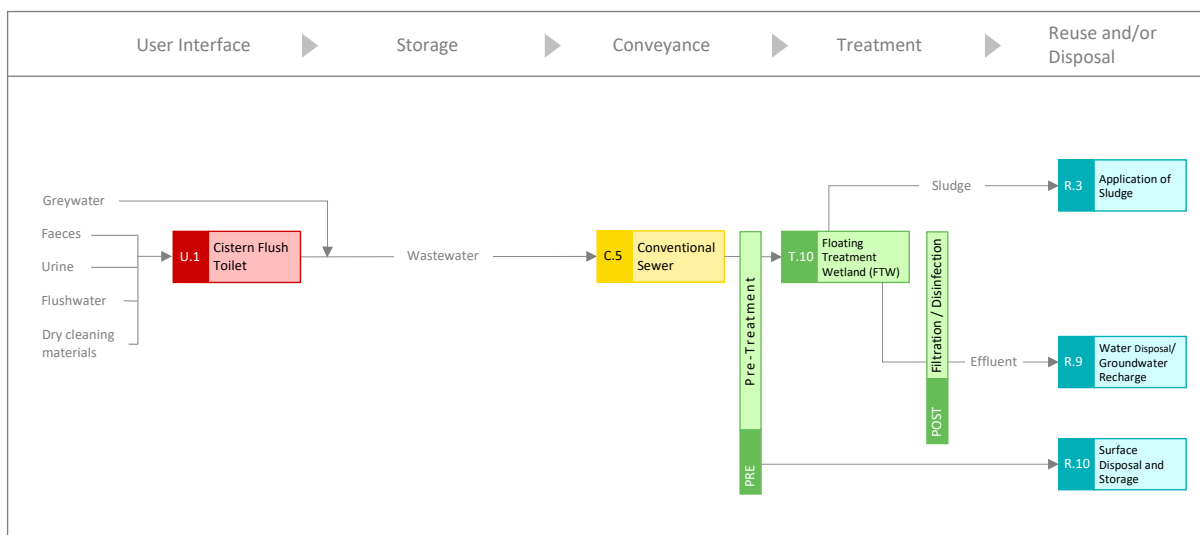 User Interface
Storage
Conveyance
Treatment
Reuse and/or
Disposal
Greywater
Faeces
Urine
Flushwater
Dry cleaning
materials
U.1
Cistern Flush
Toilet
Wastewater
C.5
Conventional
Sewer
Pre-Treatment
PRE
T.10
Floating
Treatment
Wetland (FTW)
Filtration / Disinfection
POST
Sludge
Effluent
R.3
Application of
Sludge
R.9
Water Disposal/
Groundwater
Recharge
R.10
Surface
Disposal and
Storage